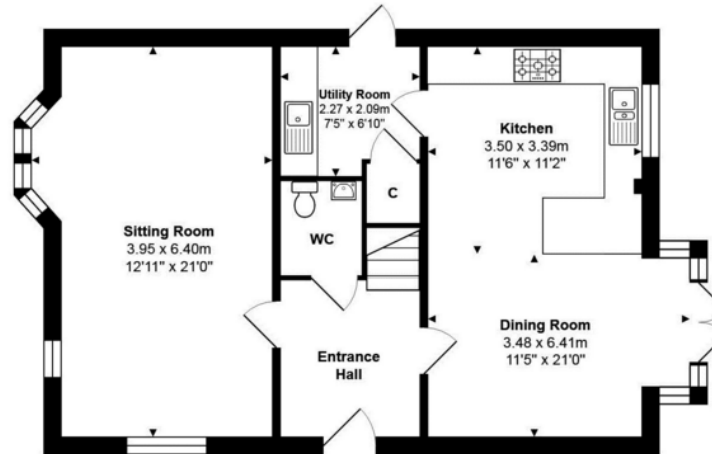 Utility Room
2.27 x 2.09m
7'5" x 6'10"
Kitchen
3.50 x 3.39m
11'6" x 11'2"
C
WC
Sitting Room
3.95 x 6.40m
12'11" x 21'0"
Dining Room
3.48 x 6.41m
11'5" x 21'0"
Entrance
Hall